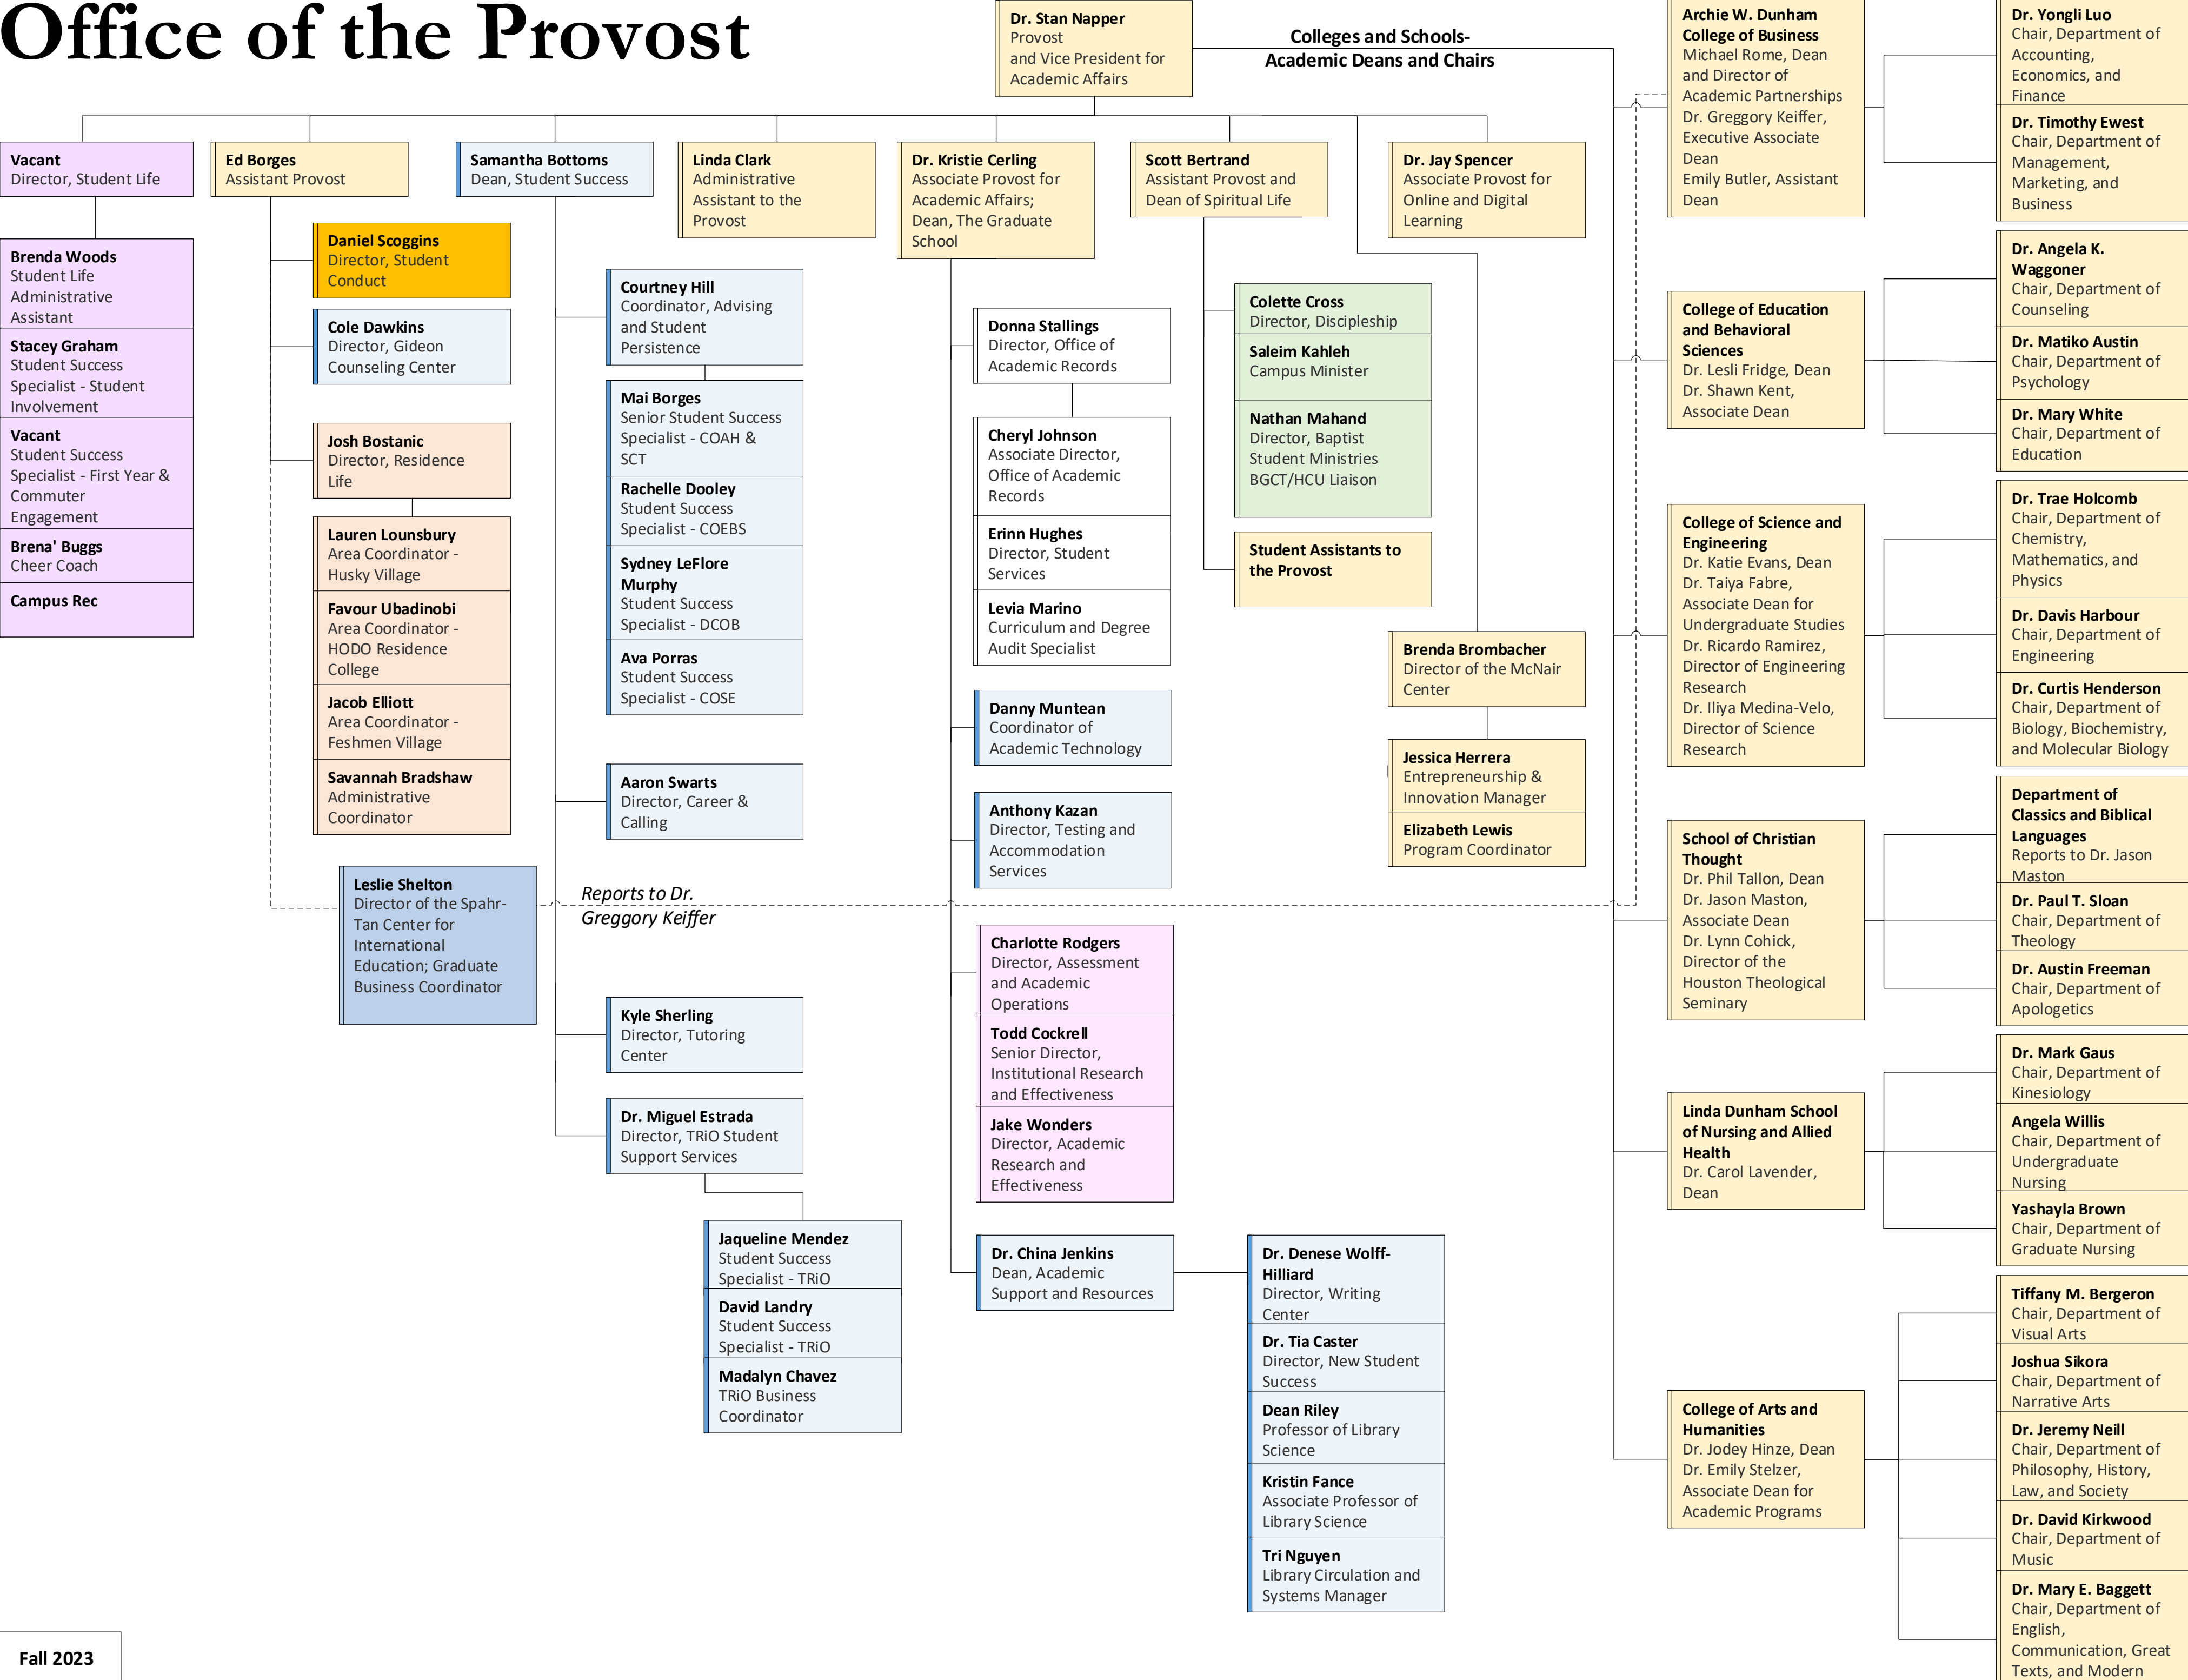 Office of the Provost
Dr. Stan Napper
Provost
and Vice President for
Academic Affairs
Colleges and Schools-
Academic Deans and Chairs
Vacant
Director, Student Life
Brenda Woods
Student Life
Administrative
Assistant
Stacey Graham
Student Success
Specialist - Student
Involvement
Vacant
Student Success
Specialist - First Year &
Commuter
Engagement
Brena' Buggs
Cheer Coach
Campus Rec
Ed Borges
Assistant Provost
Daniel Scoggins
Director, Student
Conduct
Cole Dawkins
Director, Gideon
Counseling Center
Josh Bostanic
Director, Residence
Life
Lauren Lounsbury
Area Coordinator -
Husky Village
Favour Ubadinobi
Area Coordinator -
HODO Residence
College
Jacob Elliott
Area Coordinator -
Feshmen Village
Savannah Bradshaw
Administrative
Coordinator
Leslie Shelton
Director of the Spahr-
Tan Center for
International
Education; Graduate
Business Coordinator
Reports to Dr.
Greggory Keiffer
Samantha Bottoms
Dean, Student Success
Courtney Hill
Coordinator, Advising
and Student
Persistence
Mai Borges
Senior Student Success
Specialist - COAH &
SCT
Rachelle Dooley
Student Success
Specialist - COEBS
Sydney LeFlore
Murphy
Student Success
Specialist - DCOB
Ava Porras
Student Success
Specialist - COSE
Aaron Swarts
Director, Career &
Calling
Kyle Sherling
Director, Tutoring
Center
Dr. Miguel Estrada
Director, TRiO Student
Support Services
Jaqueline Mendez
Student Success
Specialist - TRiO
David Landry
Student Success
Specialist - TRiO
Madalyn Chavez
TRiO Business
Coordinator
Linda Clark
Administrative
Assistant to the
Provost
Dr. Kristie Cerling
Associate Provost for
Academic Affairs;
Dean, The Graduate
School
Donna Stallings
Director, Office of
Academic Records
Cheryl Johnson
Associate Director,
Office of Academic
Records
Erinn Hughes
Director, Student
Services
Levia Marino
Curriculum and Degree
Audit Specialist
Danny Muntean
Coordinator of
Academic Technology
Anthony Kazan
Director, Testing and
Accommodation
Services
Charlotte Rodgers
Director, Assessment
and Academic
Operations
Todd Cockrell
Senior Director,
Institutional Research
and Effectiveness
Jake Wonders
Director, Academic
Research and
Effectiveness
Dr. China Jenkins
Dean, Academic
Support and Resources
Dr. Denese Wolff-
Hilliard
Director, Writing
Center
Dr. Tia Caster
Director, New Student
Success
Dean Riley
Professor of Library
Science
Kristin Fance
Associate Professor of
Library Science
Tri Nguyen
Library Circulation and
Systems Manager
Scott Bertrand
Assistant Provost and
Dean of Spiritual Life
Colette Cross
Director, Discipleship
Saleim Kahleh
Campus Minister
Nathan Mahand
Director, Baptist
Student Ministries
BGCT/HCU Liaison
Student Assistants to
the Provost
Dr. Jay Spencer
Associate Provost for
Online and Digital
Learning
Brenda Brombacher
Director of the McNair
Center
Jessica Herrera
Entrepreneurship &
Innovation Manager
Elizabeth Lewis
Program Coordinator
Archie W. Dunham
College of Business
Michael Rome, Dean
and Director of
Academic Partnerships
Dr. Greggory Keiffer,
Executive Associate
Dean
Emily Butler, Assistant
Dean
Dr. Yongli Luo
Chair, Department of
Accounting,
Economics, and
Finance
Dr. Timothy Ewest
Chair, Department of
Management,
Marketing, and
Business
College of Education
and Behavioral
Sciences
Dr. Lesli Fridge, Dean
Dr. Shawn Kent,
Associate Dean
Dr. Angela K.
Waggoner
Chair, Department of
Counseling
Dr. Matiko Austin
Chair, Department of
Psychology
Dr. Mary White
Chair, Department of
Education
College of Science and
Engineering
Dr. Katie Evans, Dean
Dr. Taiya Fabre,
Associate Dean for
Undergraduate Studies
Dr. Ricardo Ramirez,
Director of Engineering
Research
Dr. Iliya Medina-Velo,
Director of Science
Research
Dr. Trae Holcomb
Chair, Department of
Chemistry,
Mathematics, and
Physics
Dr. Davis Harbour
Chair, Department of
Engineering
Dr. Curtis Henderson
Chair, Department of
Biology, Biochemistry,
and Molecular Biology
School of Christian
Thought
Dr. Phil Tallon, Dean
Dr. Jason Maston,
Associate Dean
Dr. Lynn Cohick,
Director of the
Houston Theological
Seminary
Department of
Classics and Biblical
Languages
Reports to Dr. Jason
Maston
Dr. Paul T. Sloan
Chair, Department of
Theology
Dr. Austin Freeman
Chair, Department of
Apologetics
Linda Dunham School
of Nursing and Allied
Health
Dr. Carol Lavender,
Dean
Dr. Mark Gaus
Chair, Department of
Kinesiology
Angela Willis
Chair, Department of
Undergraduate
Nursing
Yashayla Brown
Chair, Department of
Graduate Nursing
College of Arts and
Humanities
Dr. Jodey Hinze, Dean
Dr. Emily Stelzer,
Associate Dean for
Academic Programs
Tiffany M. Bergeron
Chair, Department of
Visual Arts
Joshua Sikora
Chair, Department of
Narrative Arts
Dr. Jeremy Neill
Chair, Department of
Philosophy, History,
Law, and Society
Dr. David Kirkwood
Chair, Department of
Music
Dr. Mary E. Baggett
Chair, Department of
English,
Communication, Great
Texts, and Modern
Fall 2023